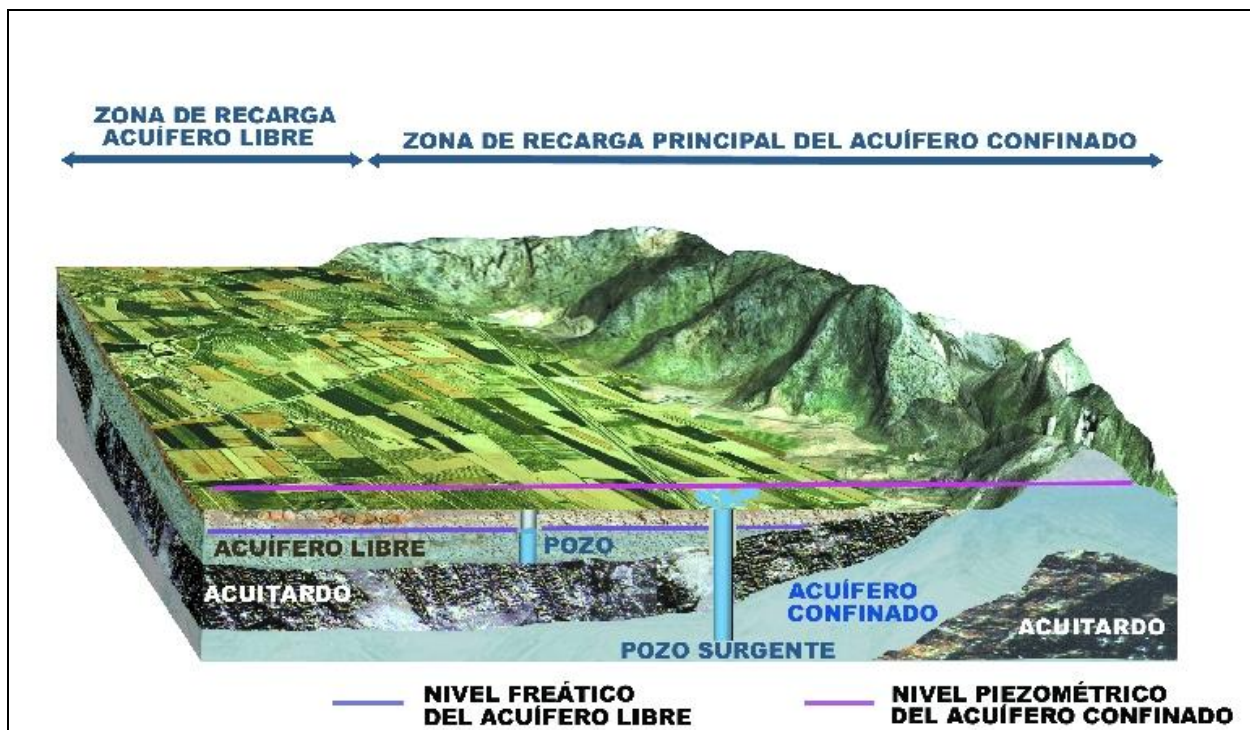 ZONA DE RECARGA
ACUÍFERO LIBRE
ZONA DE RECARGA PRINCIPAL DEL ACUÍFERO CONFINADO
ACUÍFERO LIBRE
POZO
ACUITARDO
ACUÍFERO
CONFINADO
ACUITARDO
POZO SURGENTE
NIVEL FREÁTICO
DEL ACUÍFERO LIBRE
NIVEL PIEZOMÉTRICO
DEL ACUÍFERO CONFINADO